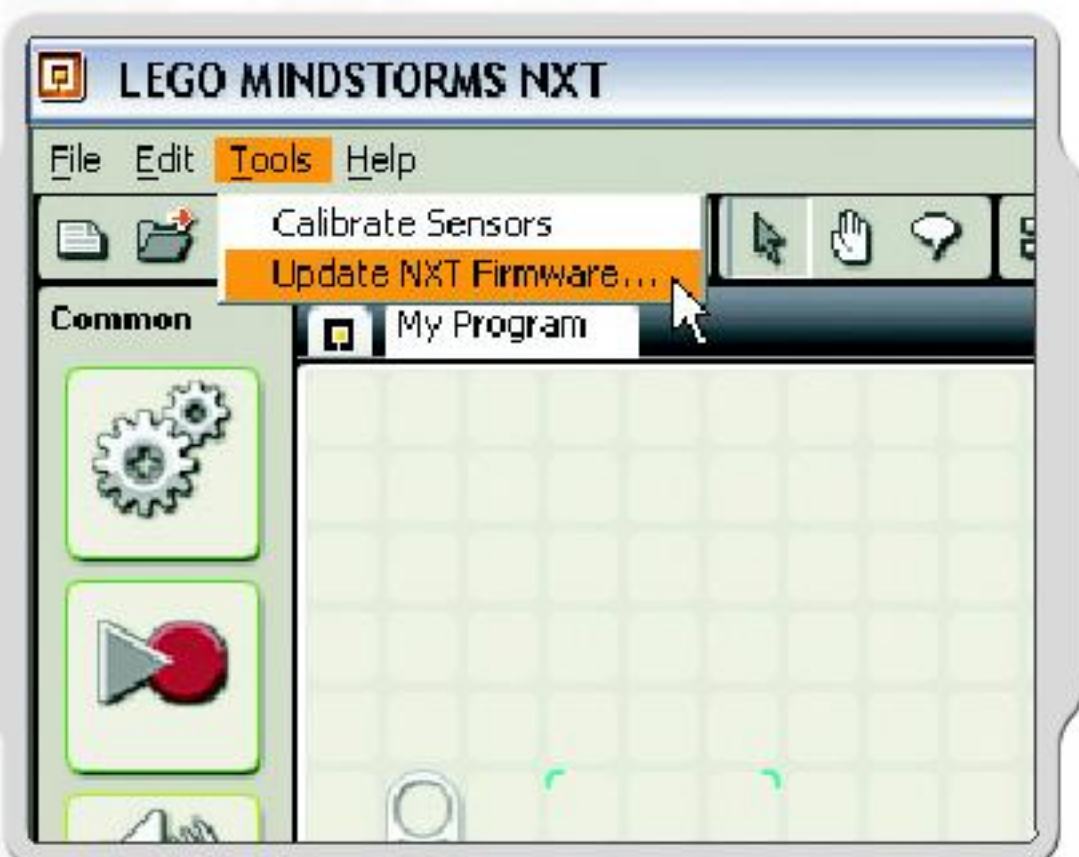 LEGO MINDSTORMS NXT
File Edit Tools Help
Calibrate Sensors
Update NXT Firmware...
Common
My Program